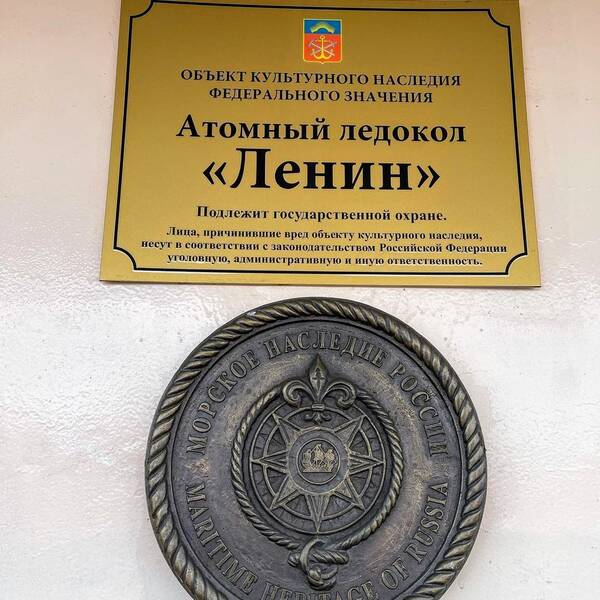 ОБЪЕКТ КУЛЬТУРНОГО НАСЛЕДИЯ
ФЕДЕРАЛЬНОГО ЗНАЧЕНИЯ
Атомный ледокол
«Ленин»
Подлежит государственной охране.
Лица, причинившие вред объекту культурного наследия,
несут в соответствии с законодательством Российской Федерации
уголовную, административную и иную ответственность.
МОРСКОЕ НАСЛЕДИЕ РОССИИ
MARITIME HERITAGE OF RUSSIA